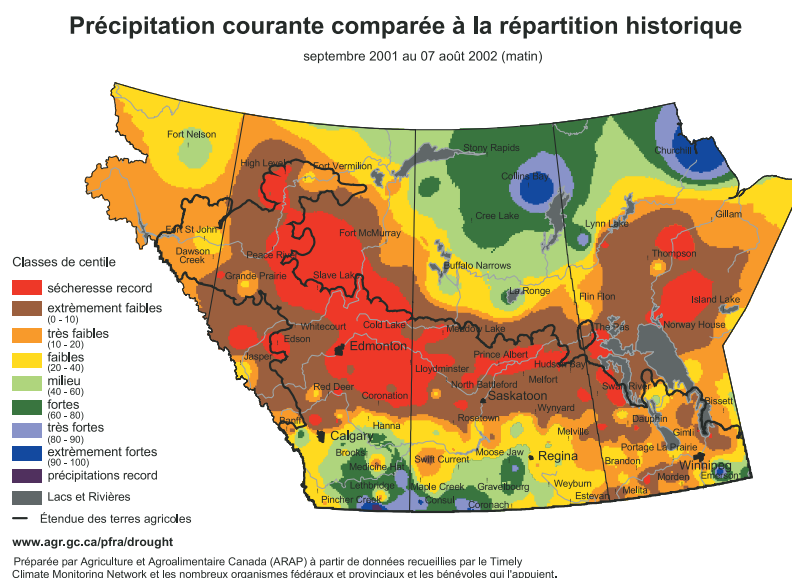 Précipitation courante comparée à la répartition historique
septembre 2001 au 07 août 2002 (matin)
Fort Nelson
Stony Rapids
Churchill
High Level
Fort Vermilion
Collins Bay
Cree Lake
Lynn Lake
Gillam
Fort St John
Fort McMurray
Dawson
Creek
Peace River
Thompson
Buffalo Narrows
Grande Prairie
Slave Lake
La Ronge
Flin Flon
Island Lake
Whitecourt
Cold Lake
Meadow Lake
The Pas
Norway House
Edson
Edmonton
Jasper
Prince Albert
Hudson Bay
Lloydminster
Melfort
Red Deer
North Battleford
Swan River
Coronation
Saskatoon
Bissett
Wynyard
Banff
Hanna
Rosetown
Dauphin
Calgary
Melville
Gimli
Brooks
Moose Jaw
Regina
Portage La Prairie
Medicine Hat
Swift Current
Brandon
Winnipeg
Lethbridge
Maple Creek
Gravelbourg
Weyburn
Morden
Emerson
Pincher Creek
Consul
Coronach
Estevan
Melita
Classes de centile
sécheresse record
extrêmement faibles
(0 - 10)
très faibles
(10 - 20)
faibles
(20 - 40)
milieu
(40 - 60)
fortes
(60 - 80)
très fortes
(80 - 90)
extrêmement fortes
(90 - 100)
précipitations record
Lacs et Rivières
Étendue des terres agricoles
www.agr.gc.ca/pfra/drought
Préparée par Agriculture et Agroalimentaire Canada (ARAP) à partir de données recueillies par le Timely
Climate Monitoring Network et les nombreux organismes fédéraux et provinciaux et les bénévoles qui l'appuient.